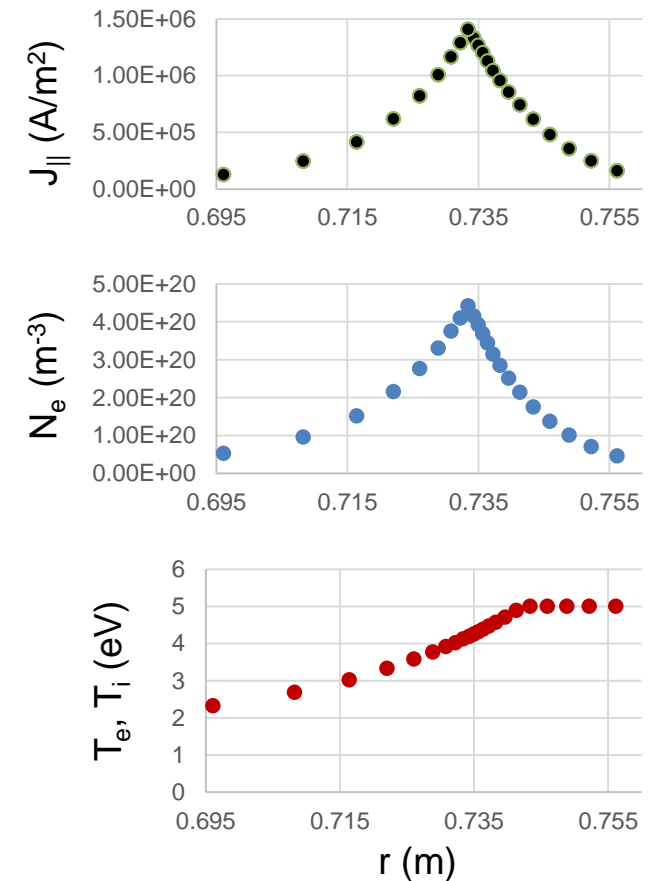 J∥ (A/m²)
1.50E+06
1.00E+06
5.00E+05
0.00E+00
0.695 0.715 0.735 0.755
Nₑ (m⁻³)
5.00E+20
4.00E+20
3.00E+20
2.00E+20
1.00E+20
0.00E+00
0.695 0.715 0.735 0.755
Tₑ, Tᵢ (eV)
6
5
4
3
2
1
0
0.695 0.715 0.735 0.755
r (m)